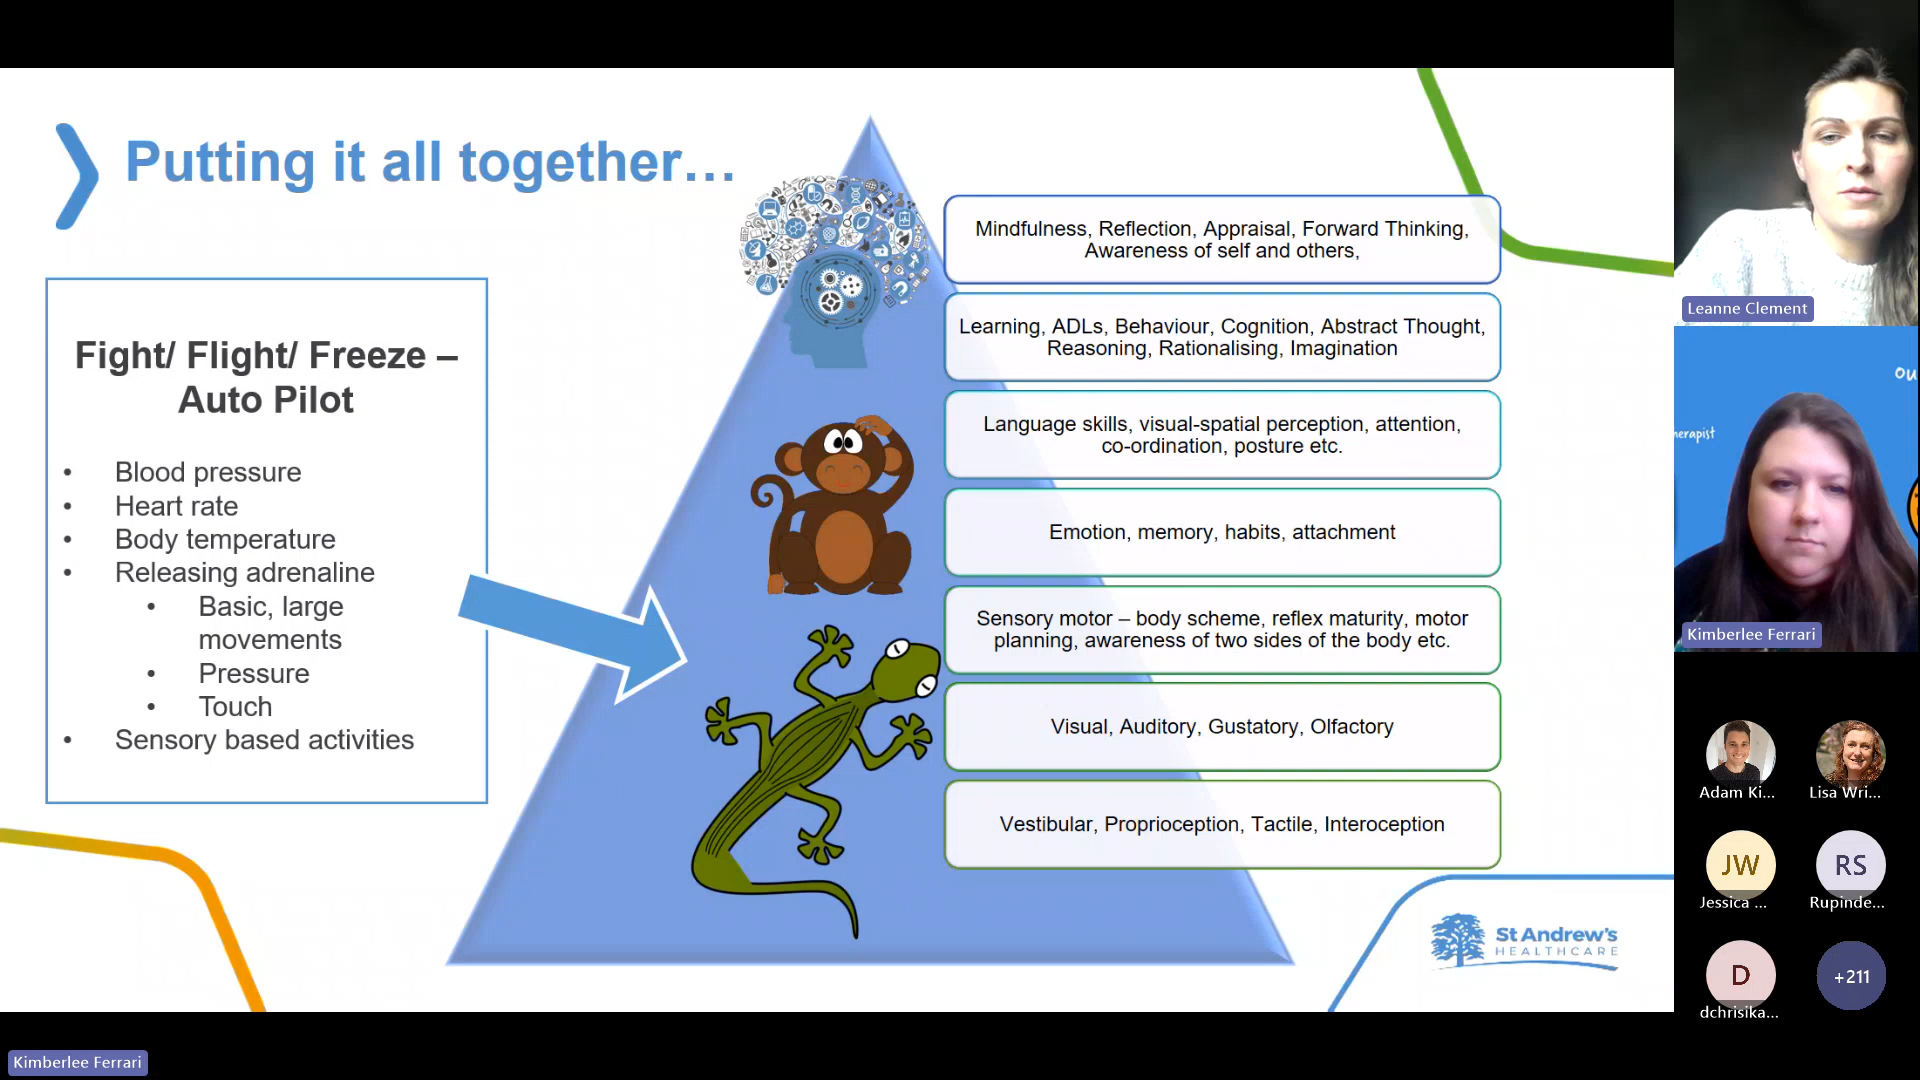 Putting it all together...
Fight/ Flight/ Freeze –
Auto Pilot
• Blood pressure
• Heart rate
• Body temperature
• Releasing adrenaline
• Basic, large
movements
• Pressure
• Touch
• Sensory based activities
Mindfulness, Reflection, Appraisal, Forward Thinking,
Awareness of self and others,
Learning, ADLs, Behaviour, Cognition, Abstract Thought,
Reasoning, Rationalising, Imagination
Language skills, visual-spatial perception, attention,
co-ordination, posture etc.
Emotion, memory, habits, attachment
Sensory motor – body scheme, reflex maturity, motor
planning, awareness of two sides of the body etc.
Visual, Auditory, Gustatory, Olfactory
Vestibular, Proprioception, Tactile, Interoception
St Andrew's
HEALTHCARE
Leanne Clement
ou
herapist
Kimberlee Ferrari
Adam Ki...
Lisa Wri...
JW
RS
Jessica ...
Rupinde...
D
+211
dchrisika...
Kimberlee Ferrari